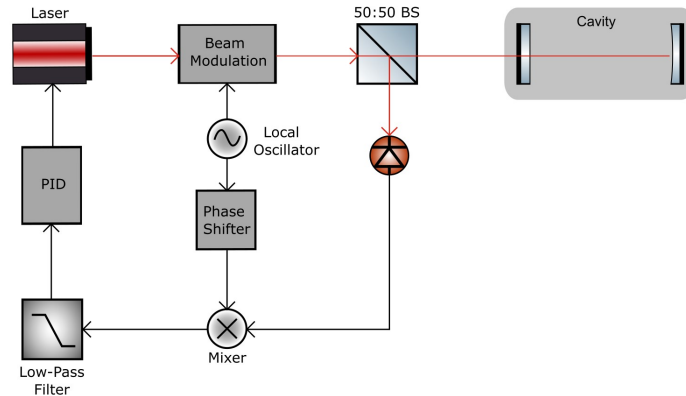 Laser
50:50 BS
Cavity
Beam
Modulation
Local
Oscillator
PID
Phase
Shifter
Mixer
Low-Pass
Filter